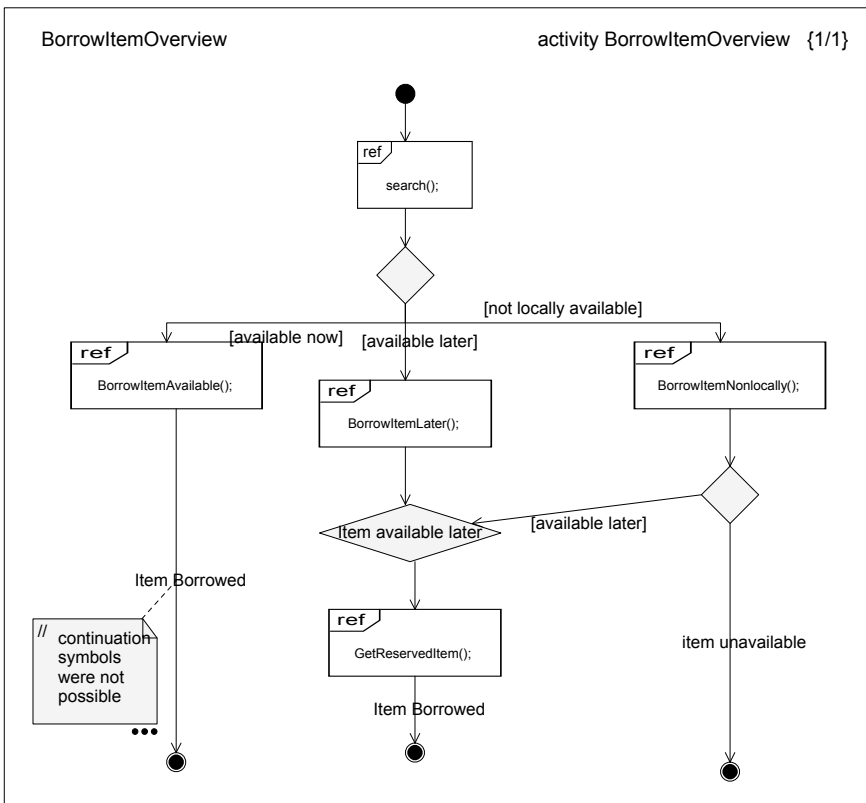 BorrowItemOverview
activity BorrowItemOverview {1/1}
ref
search();
[not locally available]
[available now]
[available later]
ref
BorrowItemAvailable();
ref
BorrowItemNonlocally();
ref
BorrowItemLater();
Item available later
[available later]
Item Borrowed
ref
GetReservedItem();
// continuation
symbols
were not
possible
item unavailable
Item Borrowed